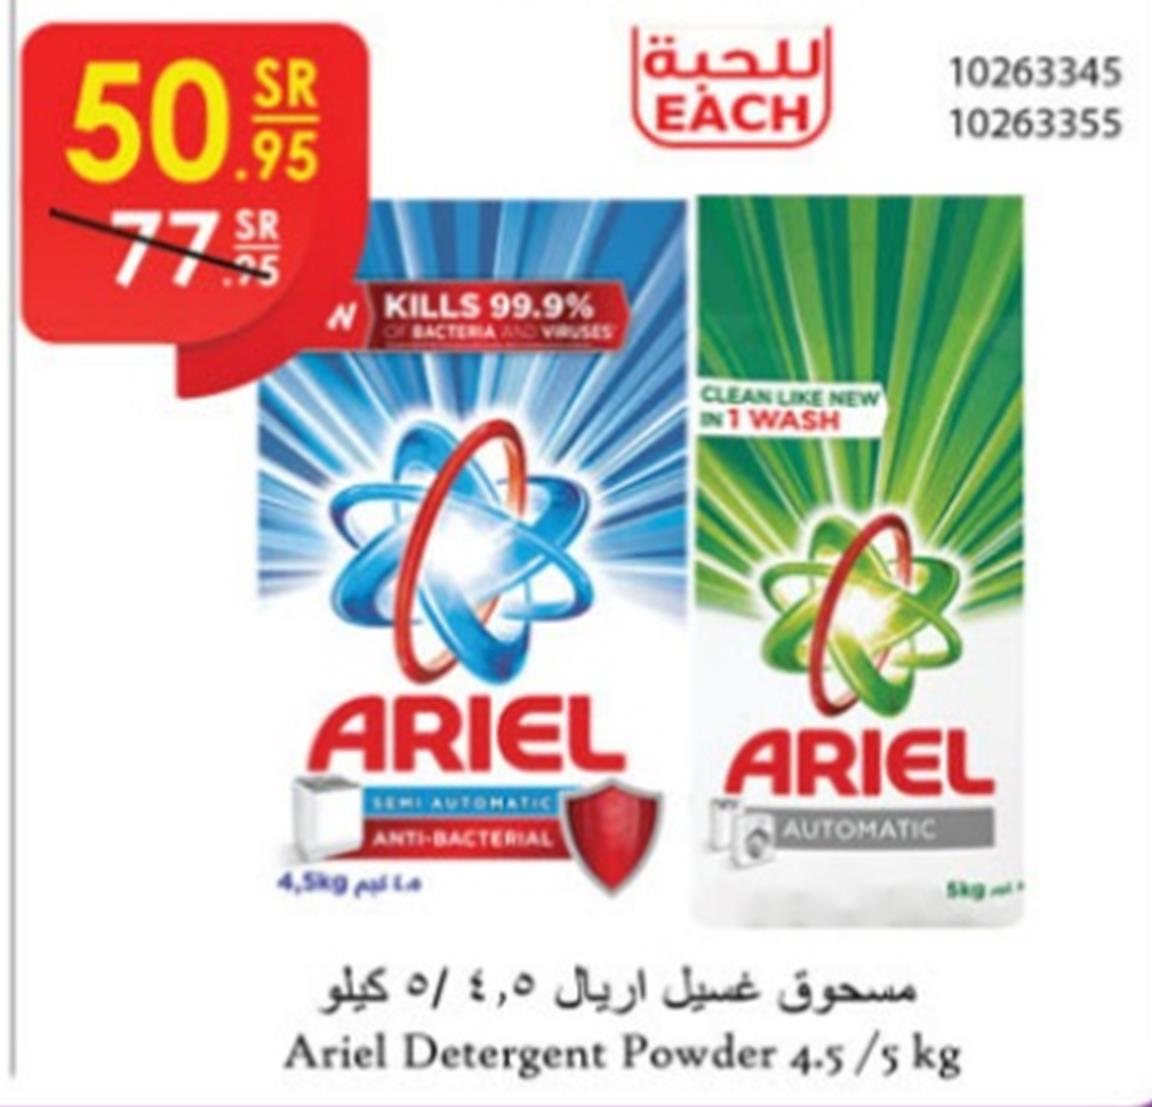 50 SR .95
77 SR .95
للحبة
EACH
10263345
10263355
KILLS 99.9%
OF BACTERIA AND VIRUSES
ARIEL
SEMI AUTOMATIC
ANTI-BACTERIAL
4,5kg
CLEAN LIKE NEW
IN 1 WASH
ARIEL
AUTOMATIC
5kg
مسحوق غسيل اريال ٤,٥ /٥ كيلو
Ariel Detergent Powder 4.5 /5 kg